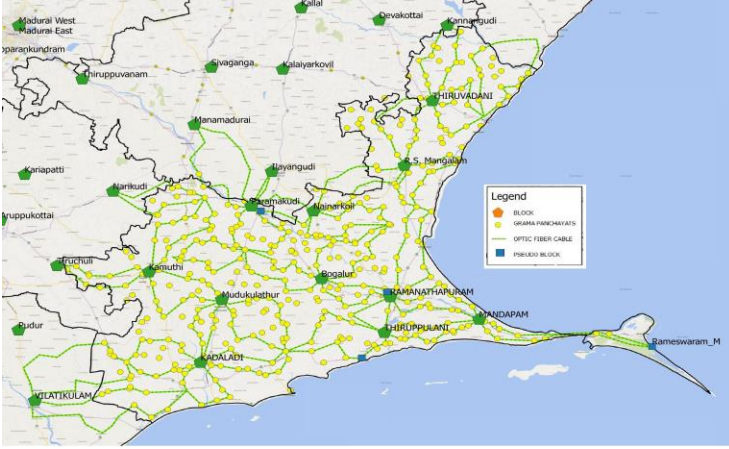 Kallal
Madurai West
Madurai East
Devakottai
Kannangudi
oparankundram
Thiruppuvanam
Sivaganga
Kalaiyarkovil
THIRUVADANI
Manamadurai
R.S. Mangalam
Kariapatti
Ilayangudi
Narikudi
Paramakudi
Nainarkoil
Aruppukottai
Legend
BLOCK
GRAMA PANCHAYATS
OPTIC FIBER CABLE
PSEUDO BLOCK
Tiruchuli
Kamuthi
Bogalur
Mudukulathur
RAMANATHAPURAM
MANDAPAM
Pudur
THIRUPPULANI
Rameswaram_M
KADALADI
VILATIKULAM